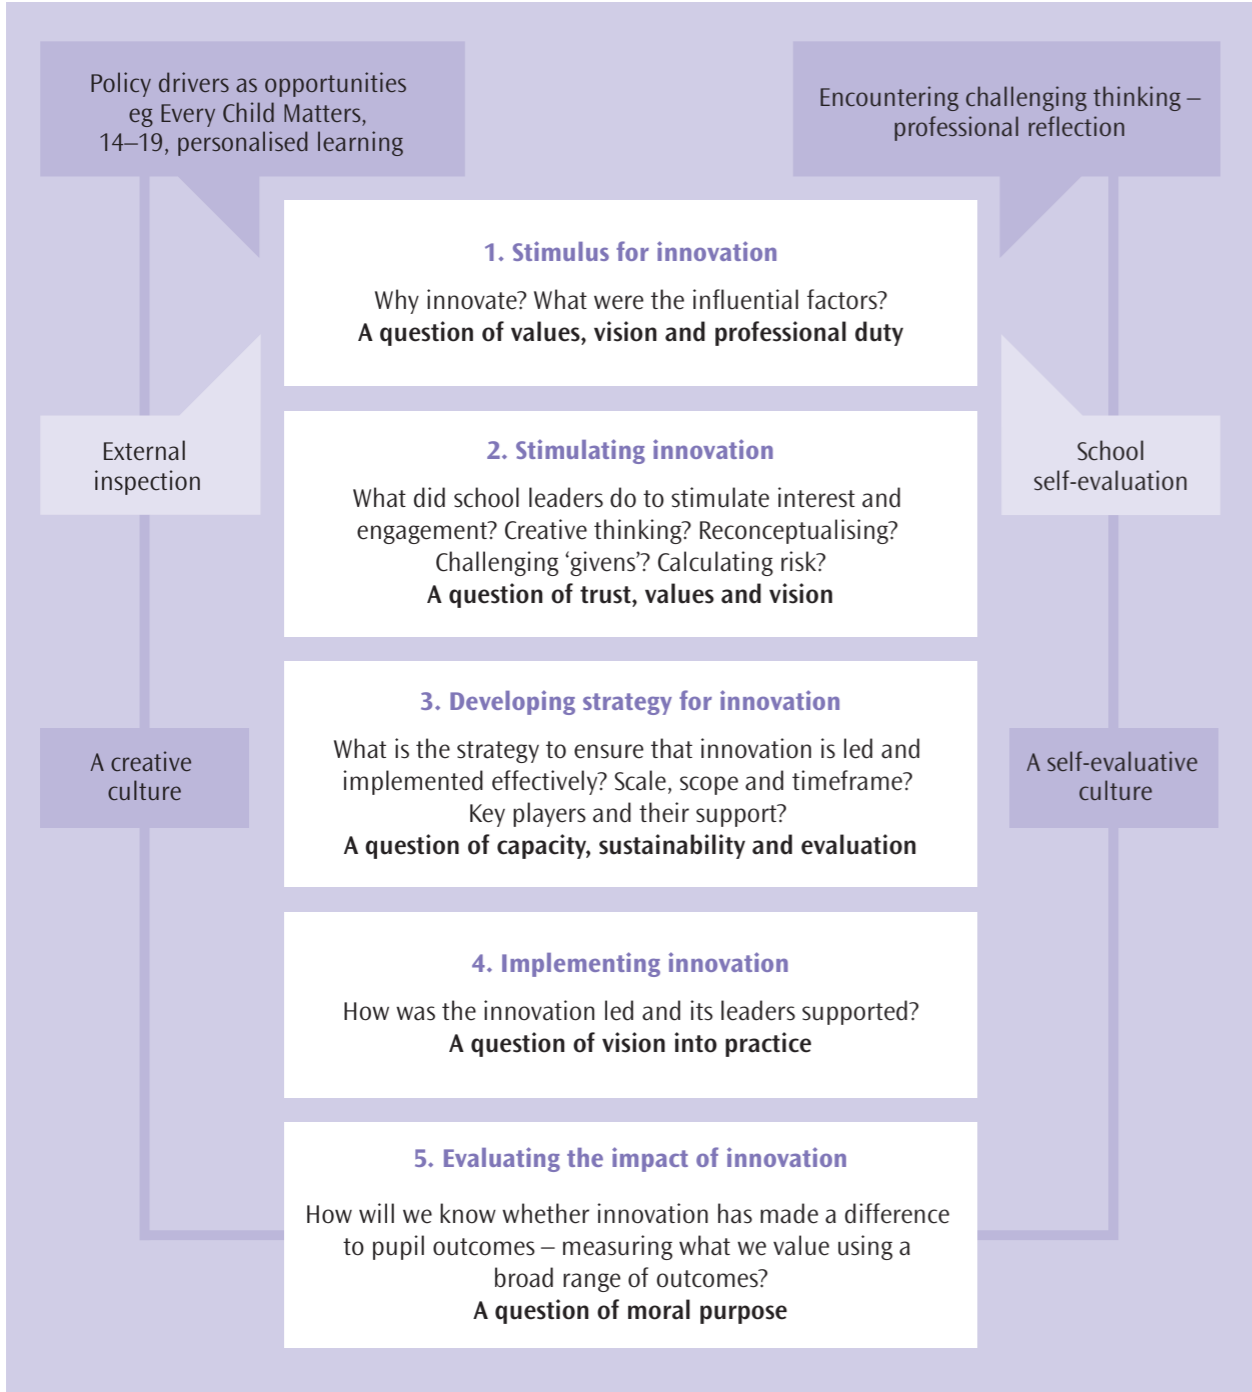 Policy drivers as opportunities
eg Every Child Matters,
14–19, personalised learning
Encountering challenging thinking –
professional reflection
1. Stimulus for innovation
Why innovate? What were the influential factors?
A question of values, vision and professional duty
External
inspection
School
self-evaluation
2. Stimulating innovation
What did school leaders do to stimulate interest and
engagement? Creative thinking? Reconceptualising?
Challenging ‘givens’? Calculating risk?
A question of trust, values and vision
3. Developing strategy for innovation
What is the strategy to ensure that innovation is led and
implemented effectively? Scale, scope and timeframe?
Key players and their support?
A question of capacity, sustainability and evaluation
A creative
culture
A self-evaluative
culture
4. Implementing innovation
How was the innovation led and its leaders supported?
A question of vision into practice
5. Evaluating the impact of innovation
How will we know whether innovation has made a difference
to pupil outcomes – measuring what we value using a
broad range of outcomes?
A question of moral purpose